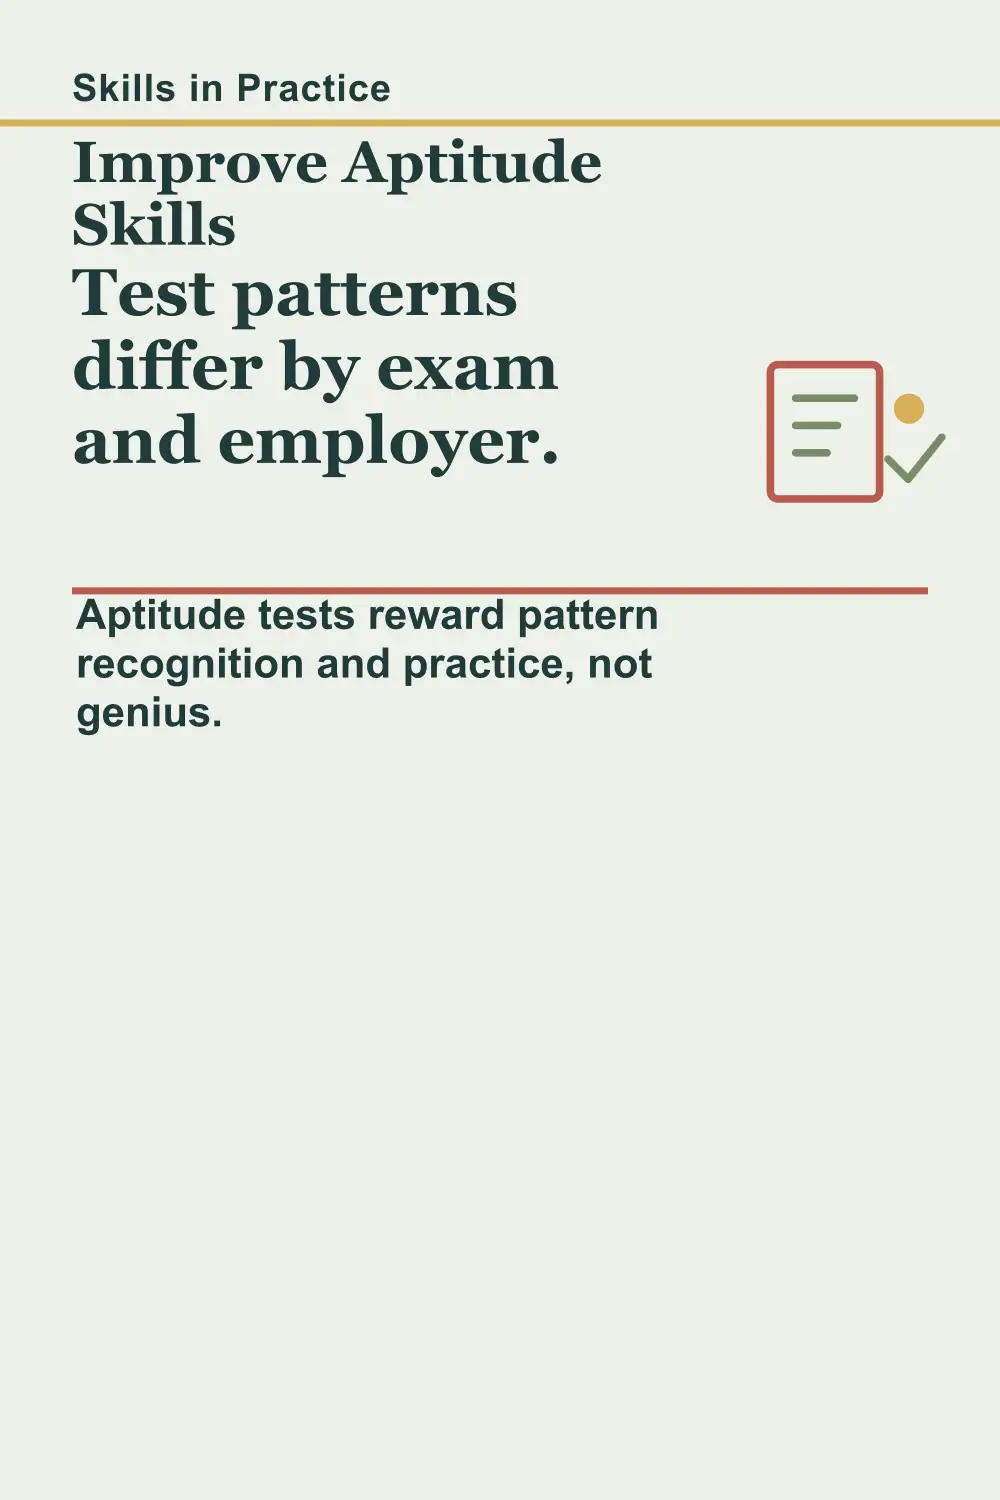 Skills in Practice
Improve Aptitude
Skills
Test patterns
differ by exam
and employer.
Aptitude tests reward pattern
recognition and practice, not
genius.